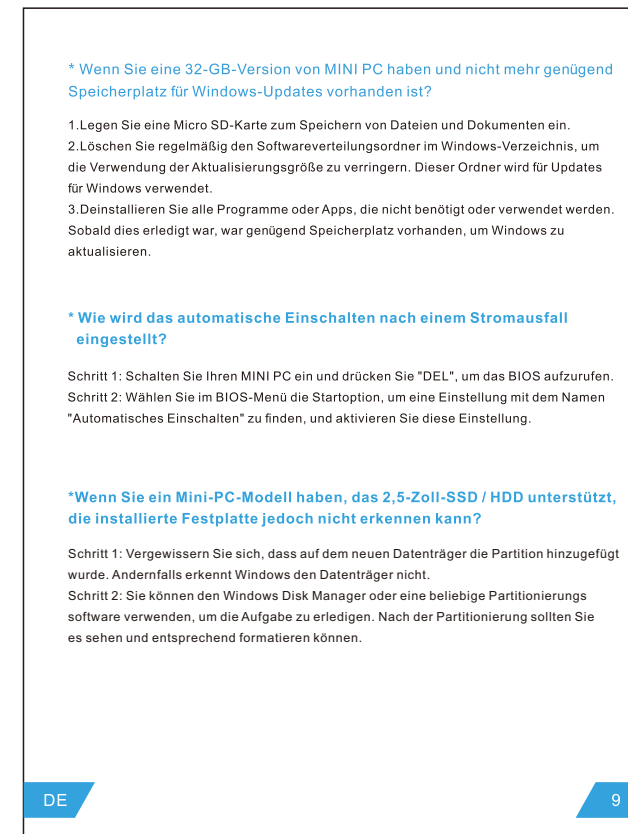 * Wenn Sie eine 32-GB-Version von MINI PC haben und nicht mehr genügend
Speicherplatz für Windows-Updates vorhanden ist?
1.Legen Sie eine Micro SD-Karte zum Speichern von Dateien und Dokumenten ein.
2.Löschen Sie regelmäßig den Softwareverteilungsordner im Windows-Verzeichnis, um
die Verwendung der Aktualisierungsgröße zu verringern. Dieser Ordner wird für Updates
für Windows verwendet.
3.Deinstallieren Sie alle Programme oder Apps, die nicht benötigt oder verwendet werden.
Sobald dies erledigt war, war genügend Speicherplatz vorhanden, um Windows zu
aktualisieren.
* Wie wird das automatische Einschalten nach einem Stromausfall
eingestellt?
Schritt 1: Schalten Sie Ihren MINI PC ein und drücken Sie "DEL", um das BIOS aufzurufen.
Schritt 2: Wählen Sie im BIOS-Menü die Startoption, um eine Einstellung mit dem Namen
"Automatisches Einschalten" zu finden, und aktivieren Sie diese Einstellung.
*Wenn Sie ein Mini-PC-Modell haben, das 2,5-Zoll-SSD / HDD unterstützt,
die installierte Festplatte jedoch nicht erkennen kann?
Schritt 1: Vergewissern Sie sich, dass auf dem neuen Datenträger die Partition hinzugefügt
wurde. Andernfalls erkennt Windows den Datenträger nicht.
Schritt 2: Sie können den Windows Disk Manager oder eine beliebige Partitionierungs
software verwenden, um die Aufgabe zu erledigen. Nach der Partitionierung sollten Sie
es sehen und entsprechend formatieren können.
DE
9